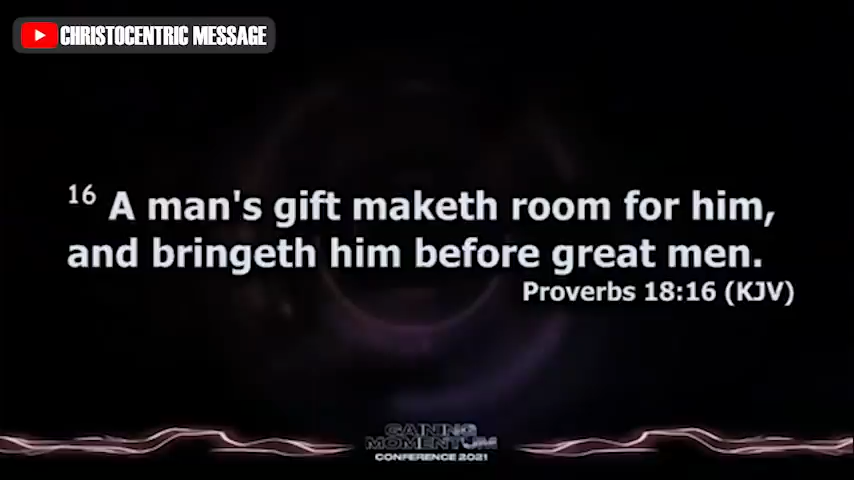 CHRISTOCENTRIC MESSAGE
16 A man's gift maketh room for him,
and bringeth him before great men.
Proverbs 18:16 (KJV)
GAINING
MOMENTUM
CONFERENCE 2021